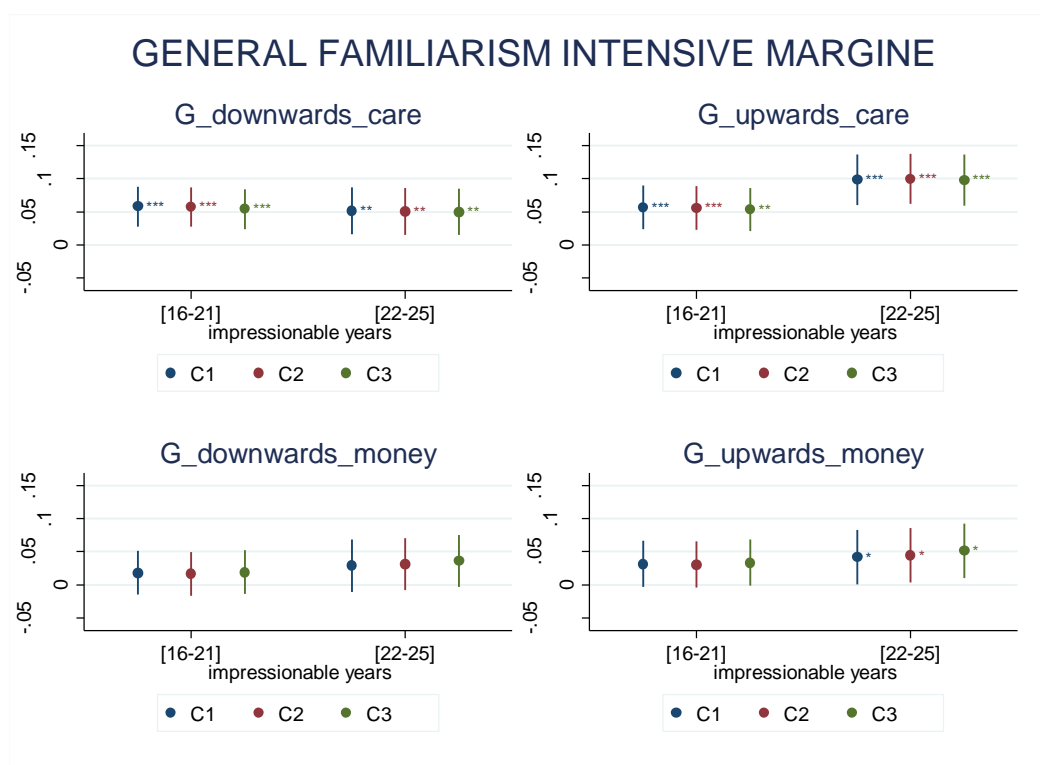 GENERAL FAMILIARISM INTENSIVE MARGINE
G_downwards_care
.15
.1
.05
0
-.05
*** *** *** ** ** **
[16-21] [22-25]
impressionable years
C1 C2 C3
G_upwards_care
.15
.1
.05
0
-.05
*** *** ** *** *** ***
[16-21] [22-25]
impressionable years
C1 C2 C3
G_downwards_money
.15
.1
.05
0
-.05
[16-21] [22-25]
impressionable years
C1 C2 C3
G_upwards_money
.15
.1
.05
0
-.05
* * *
[16-21] [22-25]
impressionable years
C1 C2 C3